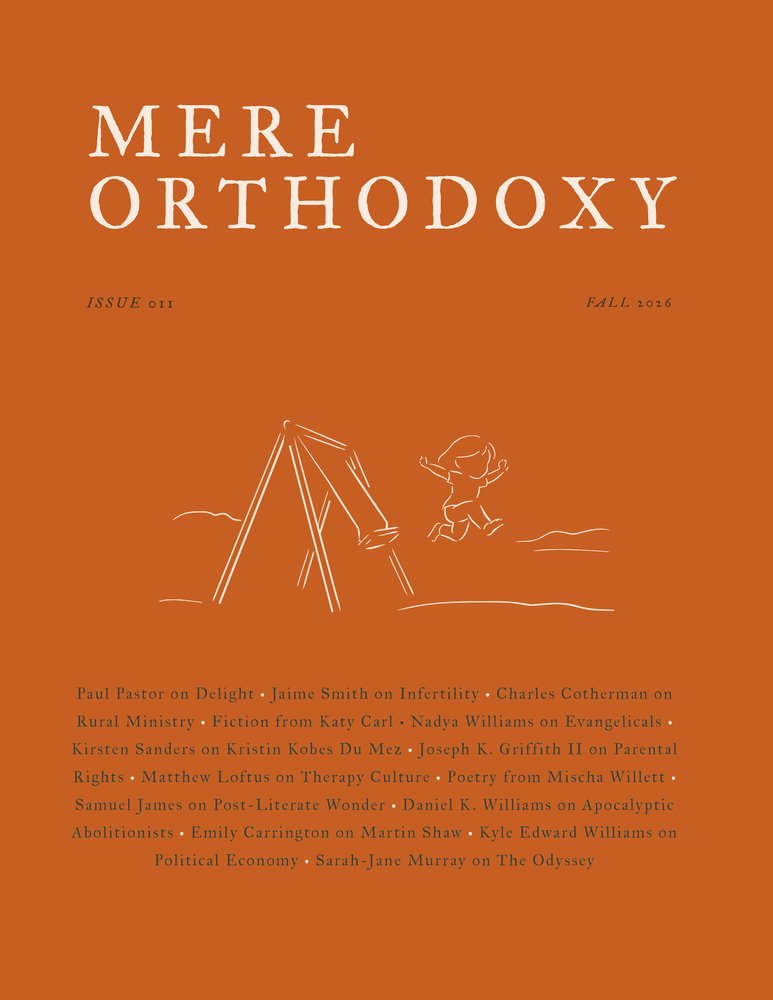 MERE
ORTHODOXY
ISSUE 011
FALL 2026
Paul Pastor on Delight • Jaime Smith on Infertility • Charles Cotherman on
Rural Ministry • Fiction from Katy Carl • Nadya Williams on Evangelicals •
Kirsten Sanders on Kristin Kobes Du Mez • Joseph K. Griffith II on Parental
Rights • Matthew Loftus on Therapy Culture • Poetry from Mischa Willett •
Samuel James on Post-Literate Wonder • Daniel K. Williams on Apocalyptic
Abolitionists • Emily Carrington on Martin Shaw • Kyle Edward Williams on
Political Economy • Sarah-Jane Murray on The Odyssey